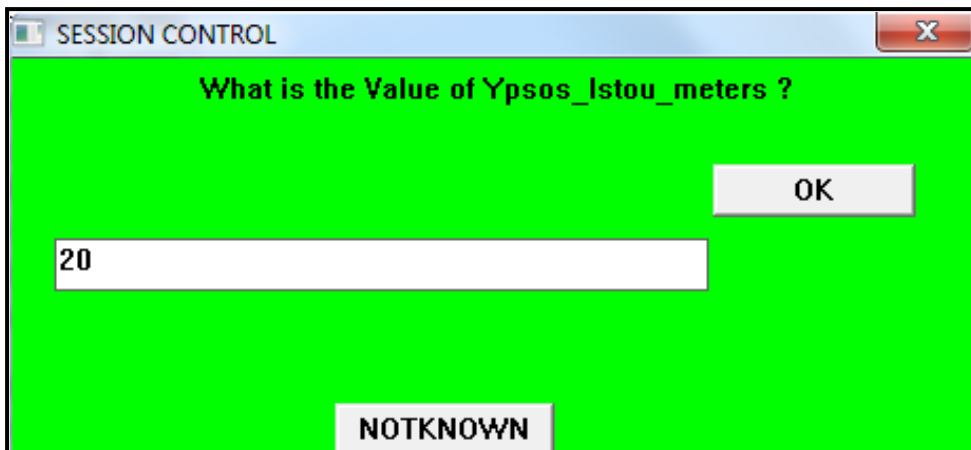 SESSION CONTROL
What is the Value of Ypsos_Istou_meters ?
OK
20
NOTKNOWN